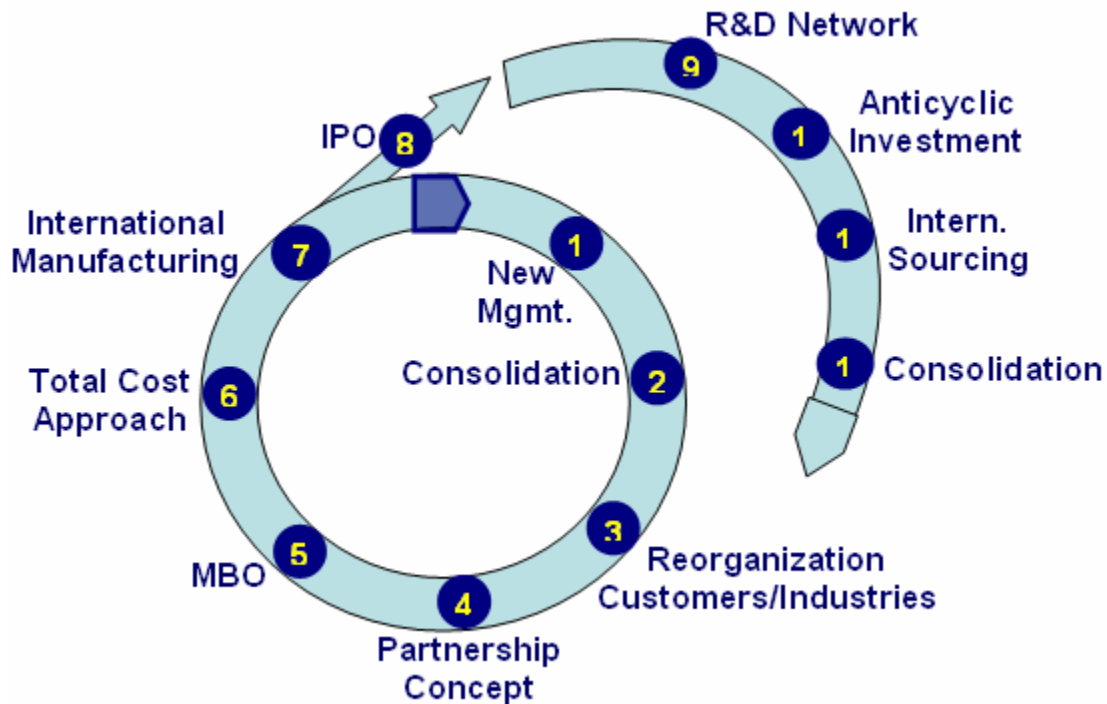 R&D Network
9
Anticyclic
Investment
1
Intern.
Sourcing
1
Consolidation
1
IPO
8
International
Manufacturing
7
New
Mgmt.
1
Consolidation
2
Reorganization
Customers/Industries
3
Partnership
Concept
4
MBO
5
Total Cost
Approach
6